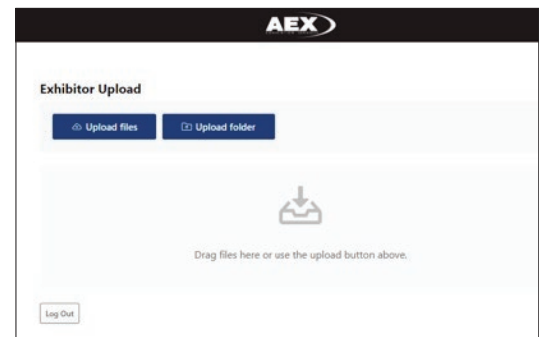 AEX
Exhibitor Upload
Upload files
Upload folder
Drag files here or use the upload button above.
Log Out